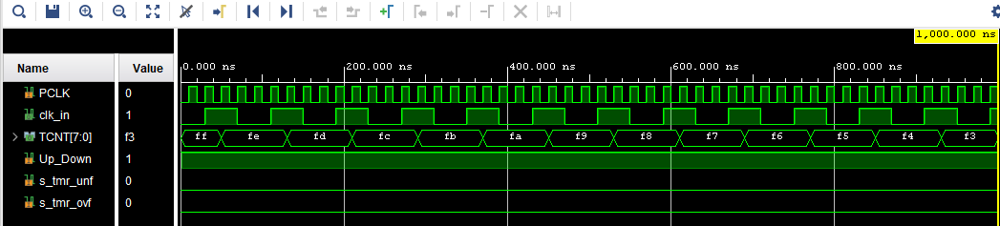 1,000.000 ns
Name Value
0.000 ns 200.000 ns 400.000 ns 600.000 ns 800.000 ns
PCLK 0
clk_in 1
TCNT[7:0] f3 ff fe fd fc fb fa f9 f8 f7 f6 f5 f4 f3
Up_Down 1
s_tmr_unf 0
s_tmr_ovf 0